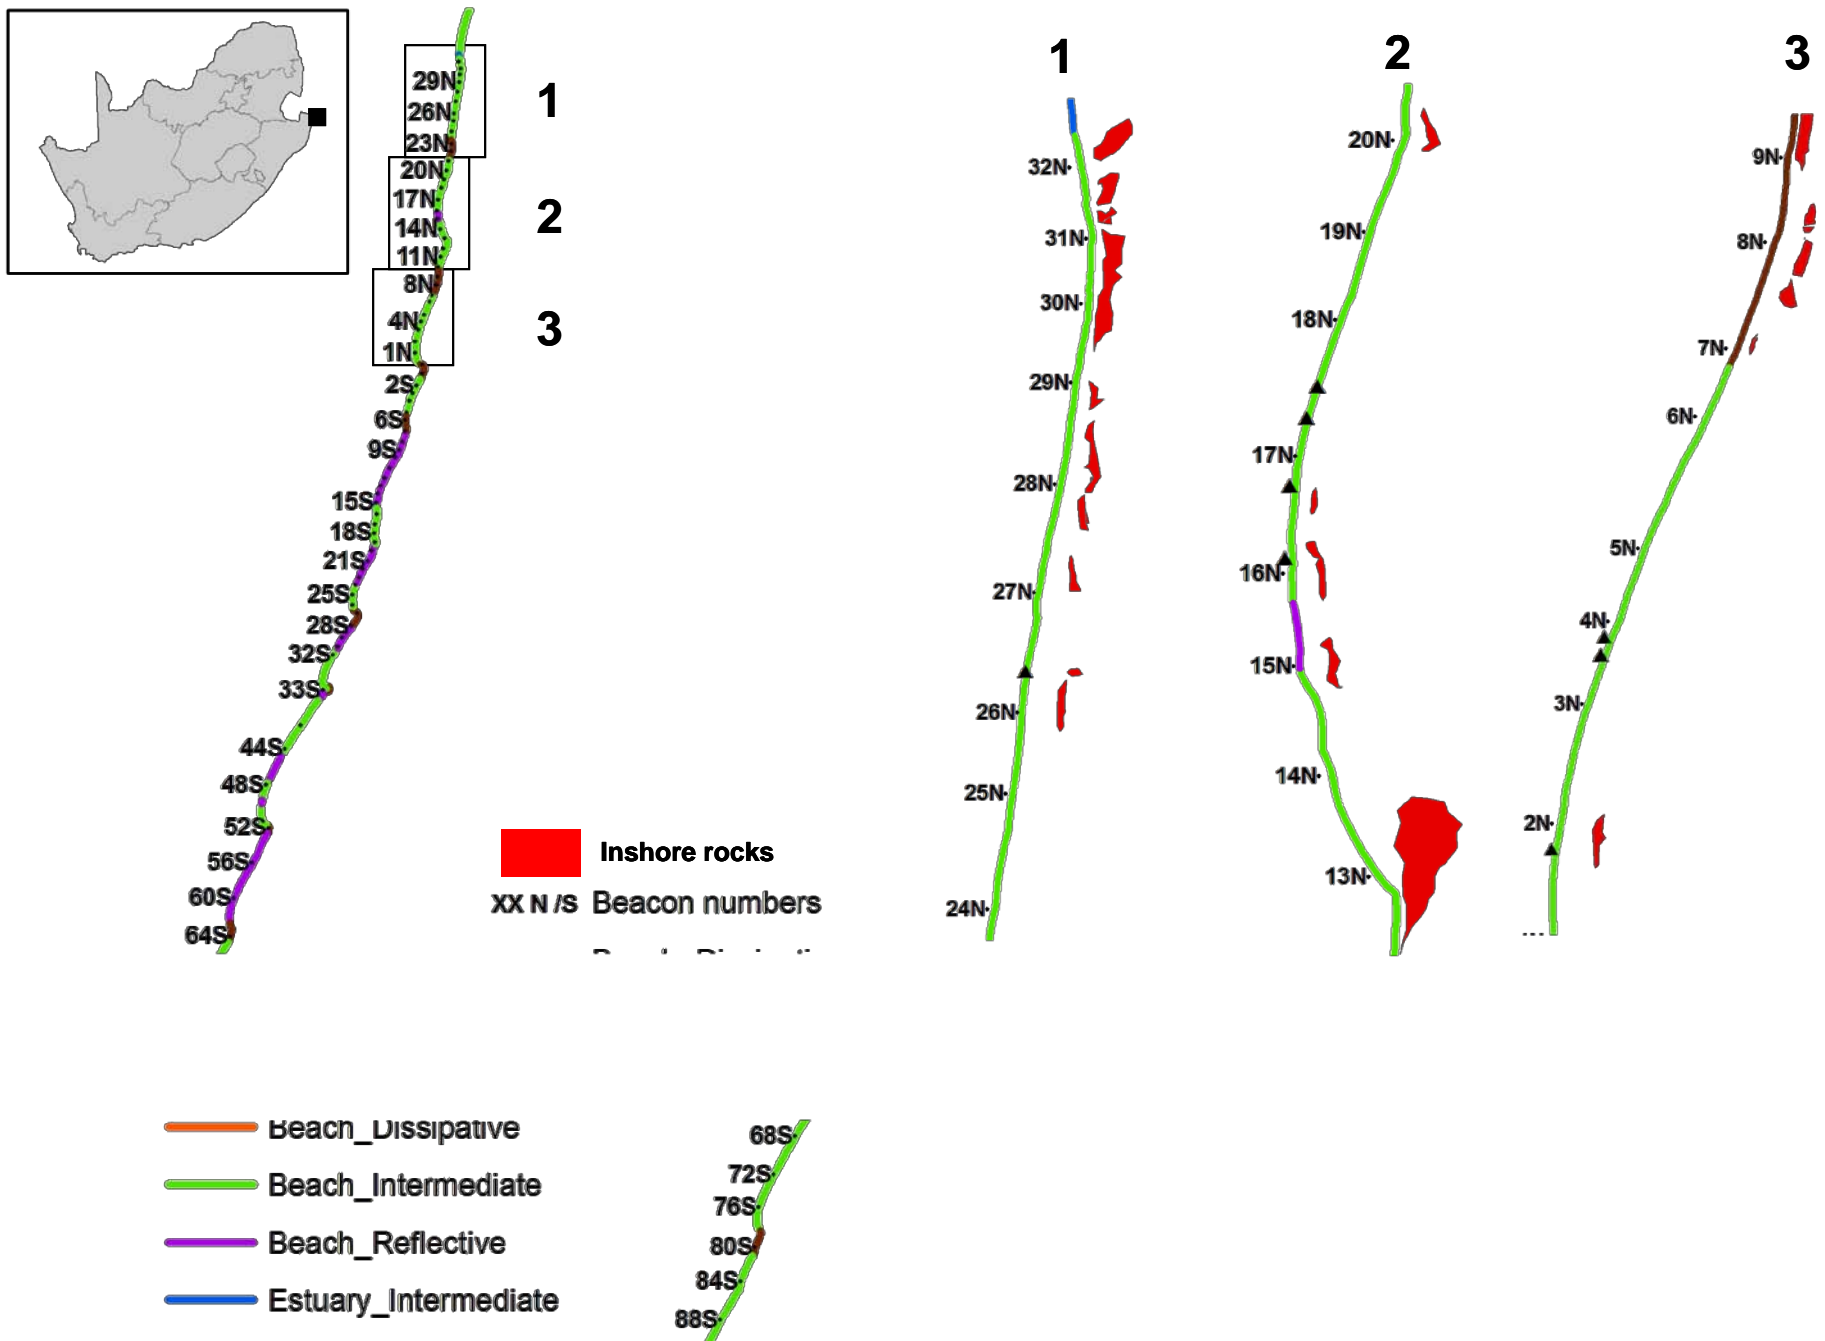 29N
26N
23N
20N
17N
14N
11N
8N
4N
1N
2S
6S
9S
15S
18S
21S
25S
28S
32S
33S
44S
48S
52S
56S
60S
64S
1
2
3
Inshore rocks
XX N /S Beacon numbers
1
32N
31N
30N
29N
28N
27N
26N
25N
24N
2
20N
19N
18N
17N
16N
15N
14N
13N
3
9N
8N
7N
6N
5N
4N
3N
2N
Beach_Dissipative
Beach_Intermediate
Beach_Reflective
Estuary_Intermediate
68S
72S
76S
80S
84S
88S